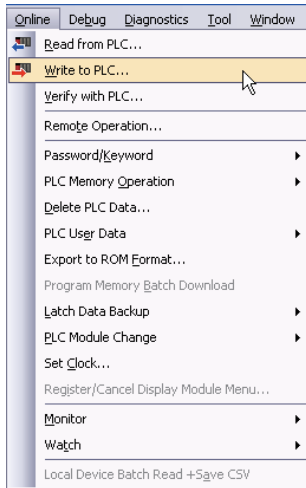 Online Debug Diagnostics Tool Window
Read from PLC...
Write to PLC...
Verify with PLC...
Remote Operation...
Password/Keyword
PLC Memory Operation
Delete PLC Data...
PLC User Data
Export to ROM Format...
Program Memory Batch Download
Latch Data Backup
PLC Module Change
Set Clock...
Register/Cancel Display Module Menu...
Monitor
Watch
Local Device Batch Read +Save CSV